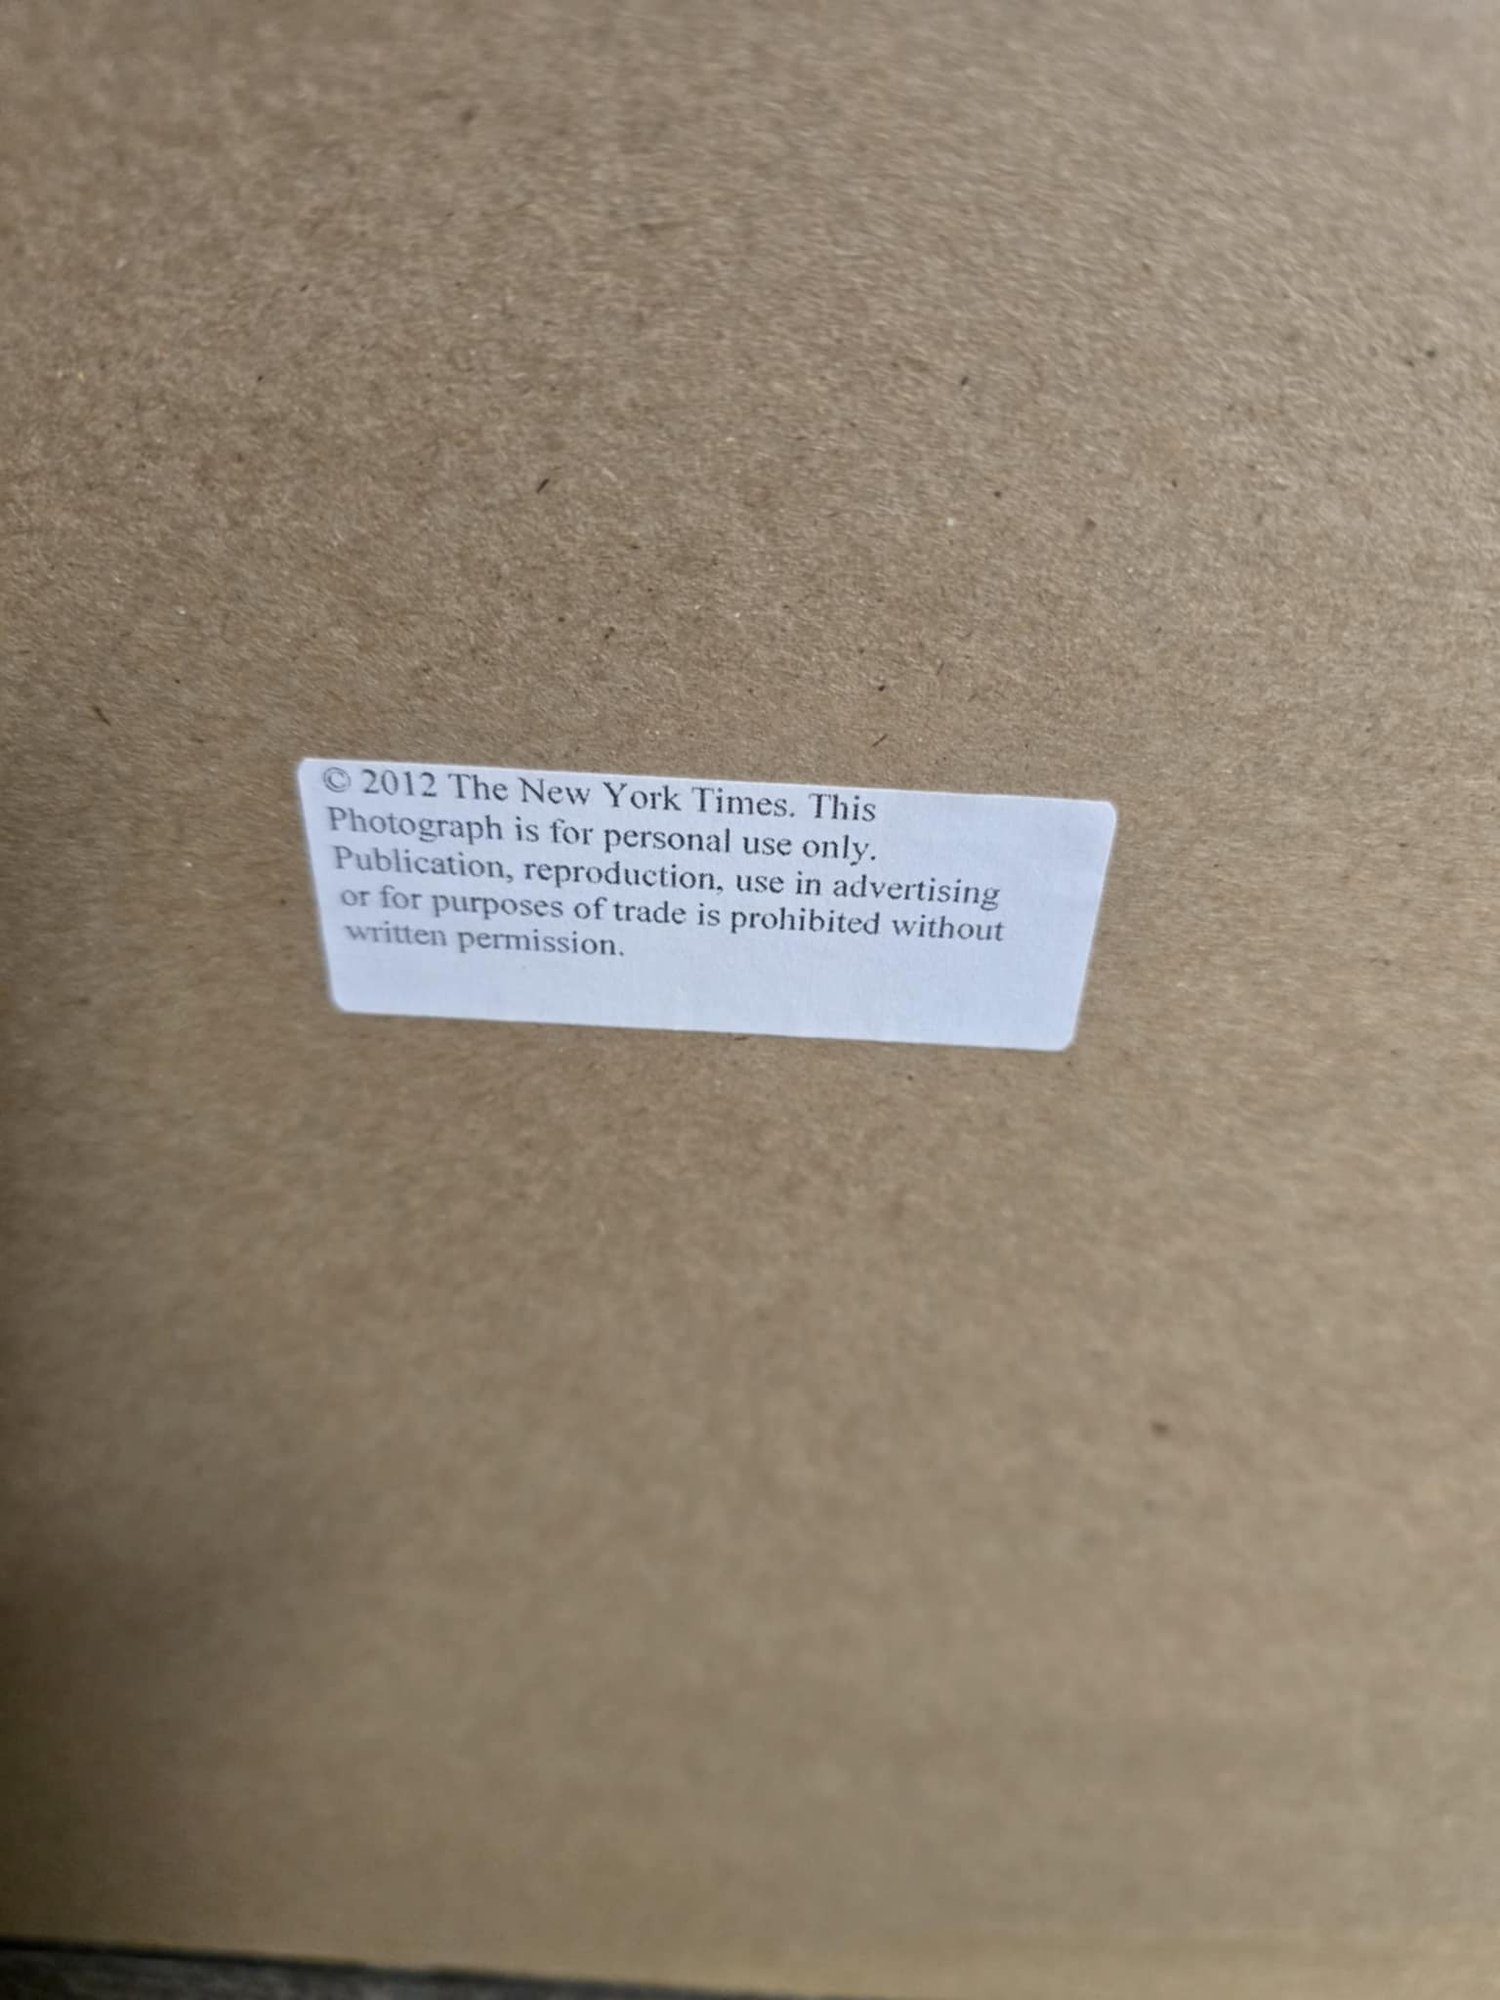 © 2012 The New York Times. This
Photograph is for personal use only.
Publication, reproduction, use in advertising
or for purposes of trade is prohibited without
written permission.